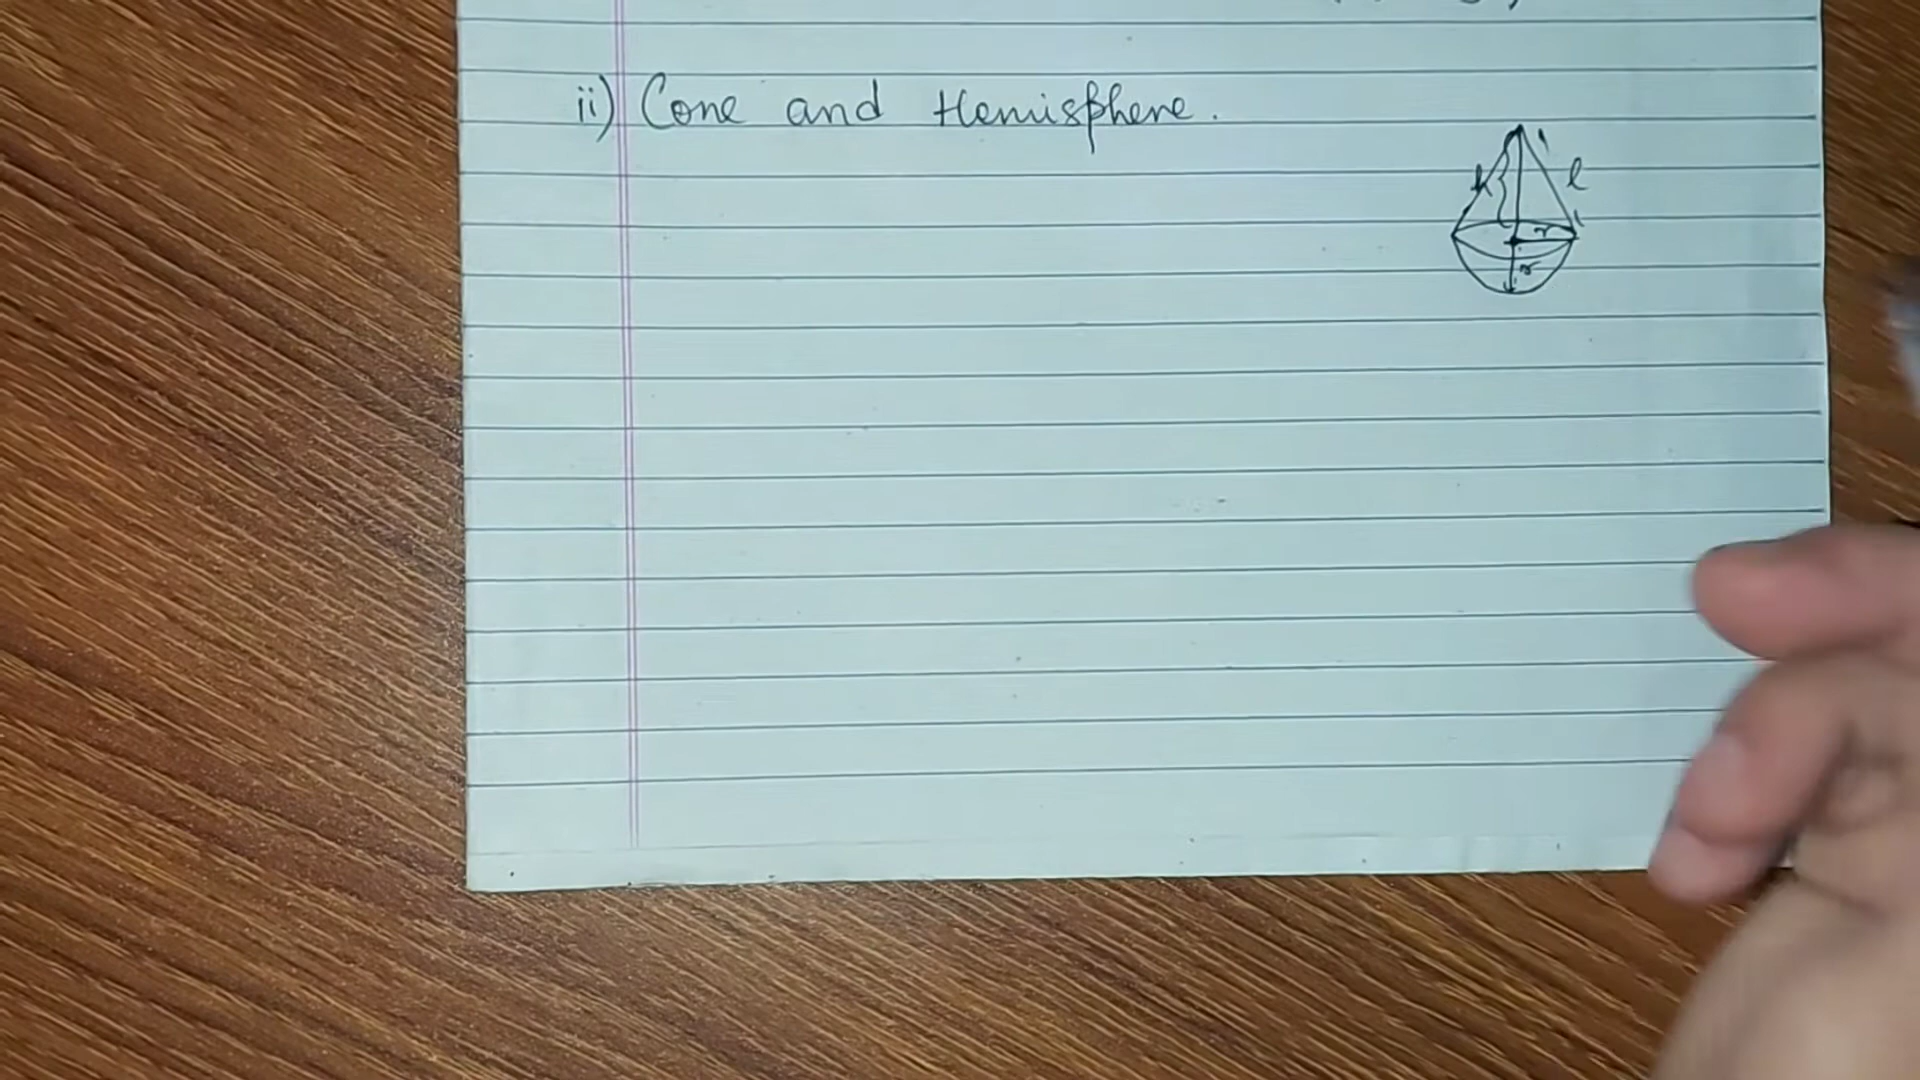 ii) Cone and Hemisphere.
h
l
r
r